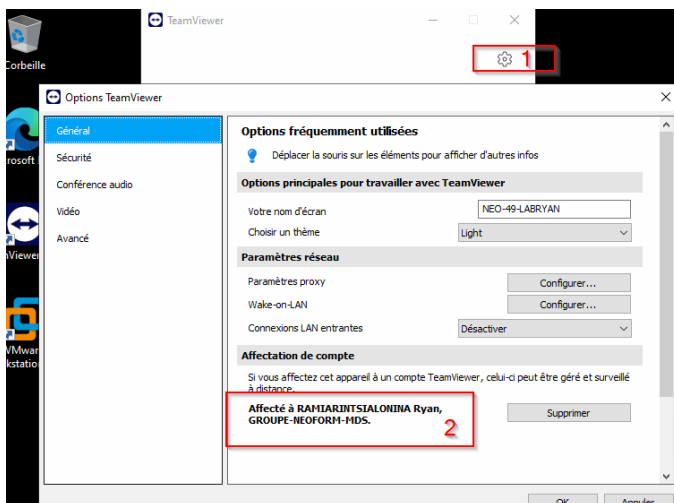 TeamViewer
1
Corbeille
Options TeamViewer
Général
Sécurité
Conférence audio
Vidéo
Avancé
rosoft
Viewer
VMwar
kstatio
Options fréquemment utilisées
Déplacer la souris sur les éléments pour afficher d'autres infos
Options principales pour travailler avec TeamViewer
Votre nom d'écran NEO-49-LABRYAN
Choisir un thème Light
Paramètres réseau
Paramètres proxy Configurer...
Wake-on-LAN Configurer...
Connexions LAN entrantes Désactiver
Affectation de compte
Si vous affectez cet appareil à un compte TeamViewer, celui-ci peut être géré et surveillé
à distance.
Affecté à RAMIARINTSIALONINA Ryan, Supprimer
GROUPE-NEOFORM-MDS.
2
OK Annuler